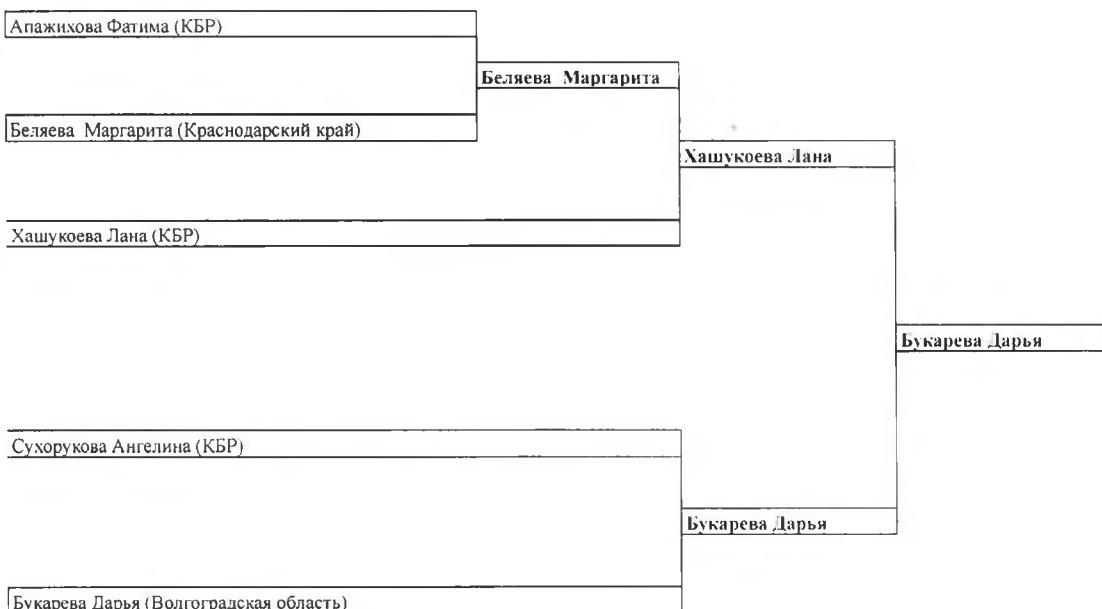 Апажихова Фатима (КБР)
Беляева Маргарита
Беляева Маргарита (Краснодарский край)
Хашукоева Лана
Хашукоева Лана (КБР)
Букарева Дарья
Сухорукова Ангелина (КБР)
Букарева Дарья
Букарева Дарья (Волгоградская область)